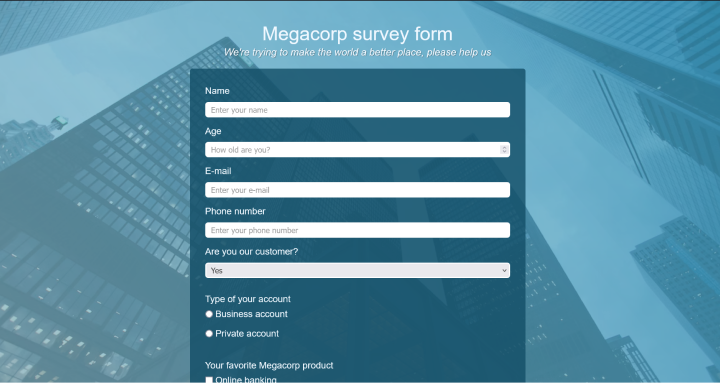 Megacorp survey form
We're trying to make the world a better place, please help us
Name
Enter your name
Age
How old are you?
E-mail
Enter your e-mail
Phone number
Enter your phone number
Are you our customer?
Yes
Type of your account
Business account
Private account
Your favorite Megacorp product
Online banking